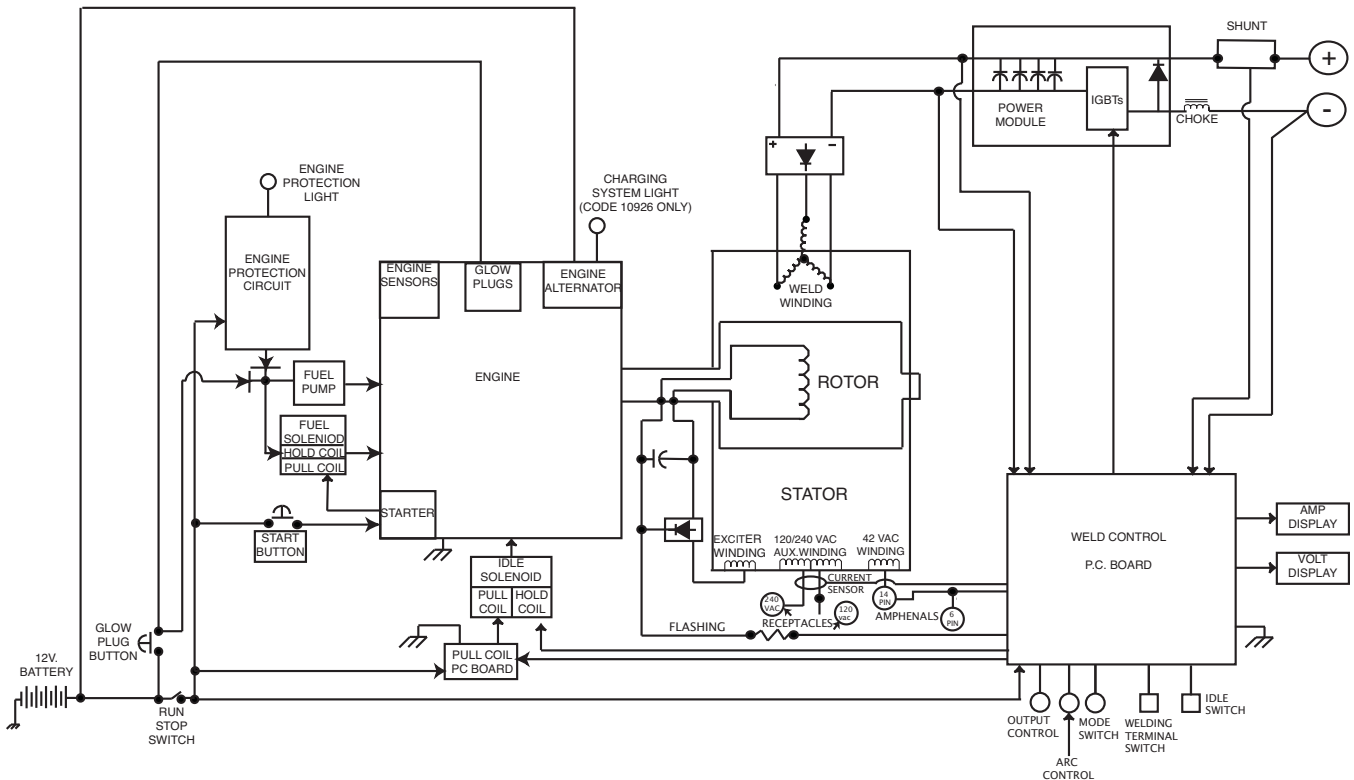 SHUNT
+
-
IGBTs
POWER
MODULE
CHOKE
+
-
ENGINE
PROTECTION
LIGHT
CHARGING
SYSTEM LIGHT
(CODE 10926 ONLY)
ENGINE
PROTECTION
CIRCUIT
ENGINE
SENSORS
GLOW
PLUGS
ENGINE
ALTERNATOR
WELD
WINDING
FUEL
PUMP
ENGINE
ROTOR
FUEL
SOLENIOD
HOLD COIL
PULL COIL
STATOR
STARTER
START
BUTTON
EXCITER
WINDING
120/240 VAC
AUX.WINDING
42 VAC
WINDING
WELD CONTROL
P.C. BOARD
AMP
DISPLAY
VOLT
DISPLAY
IDLE
SOLENOID
PULL
COIL
HOLD
COIL
CURRENT
SENSOR
240
VAC
120
vac
14
PIN
6
PIN
RECEPTACLES
AMPHENALS
FLASHING
GLOW
PLUG
BUTTON
PULL COIL
PC BOARD
12V.
BATTERY
RUN
STOP
SWITCH
OUTPUT
CONTROL
MODE
SWITCH
WELDING
TERMINAL
SWITCH
IDLE
SWITCH
ARC
CONTROL